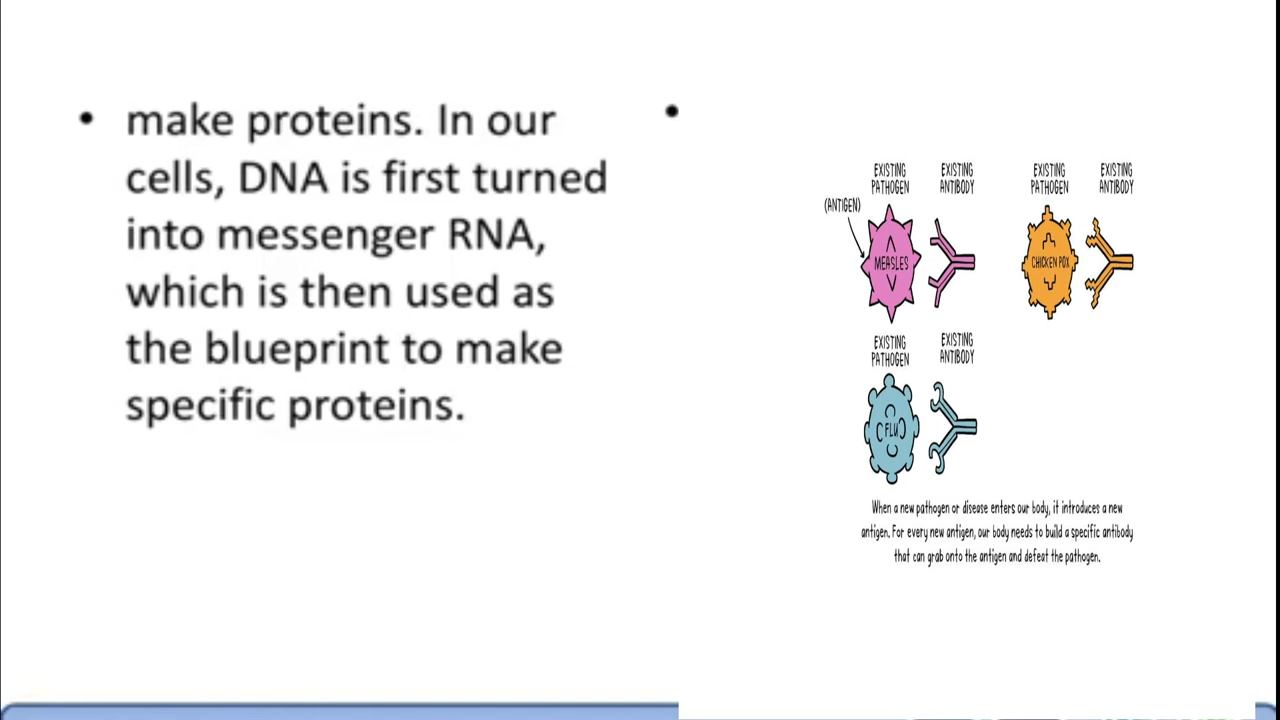 • make proteins. In our
cells, DNA is first turned
into messenger RNA,
which is then used as
the blueprint to make
specific proteins.
•
EXISTING PATHOGEN
EXISTING ANTIBODY
(ANTIGEN)
MEASLES
EXISTING PATHOGEN
EXISTING ANTIBODY
CHICKEN POX
EXISTING PATHOGEN
EXISTING ANTIBODY
FLU
When a new pathogen or disease enters our body, it introduces a new
antigen. For every new antigen, our body needs to build a specific antibody
that can grab onto the antigen and defeat the pathogen.